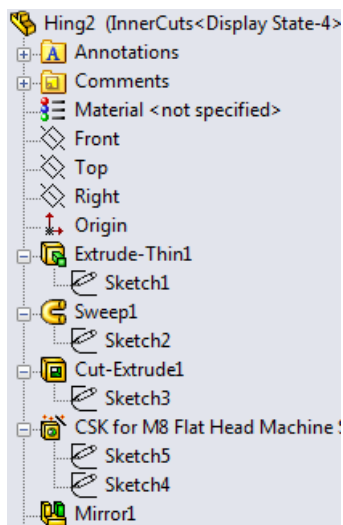 Hing2 (InnerCuts<Display State-4>
Annotations
Comments
Material <not specified>
Front
Top
Right
Origin
Extrude-Thin1
Sketch1
Sweep1
Sketch2
Cut-Extrude1
Sketch3
CSK for M8 Flat Head Machine S
Sketch5
Sketch4
Mirror1